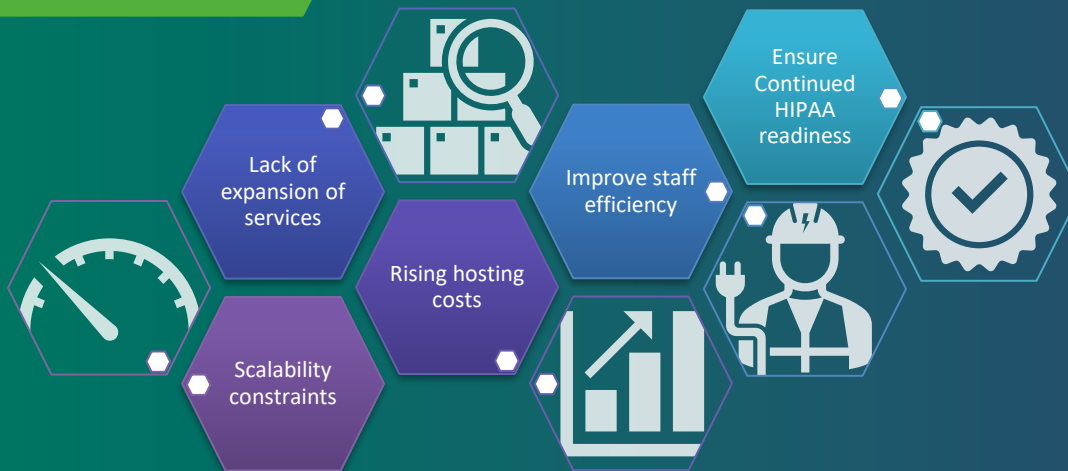 Lack of
expansion of
services
Scalability
constraints
Rising hosting
costs
Improve staff
efficiency
Ensure
Continued
HIPAA
readiness